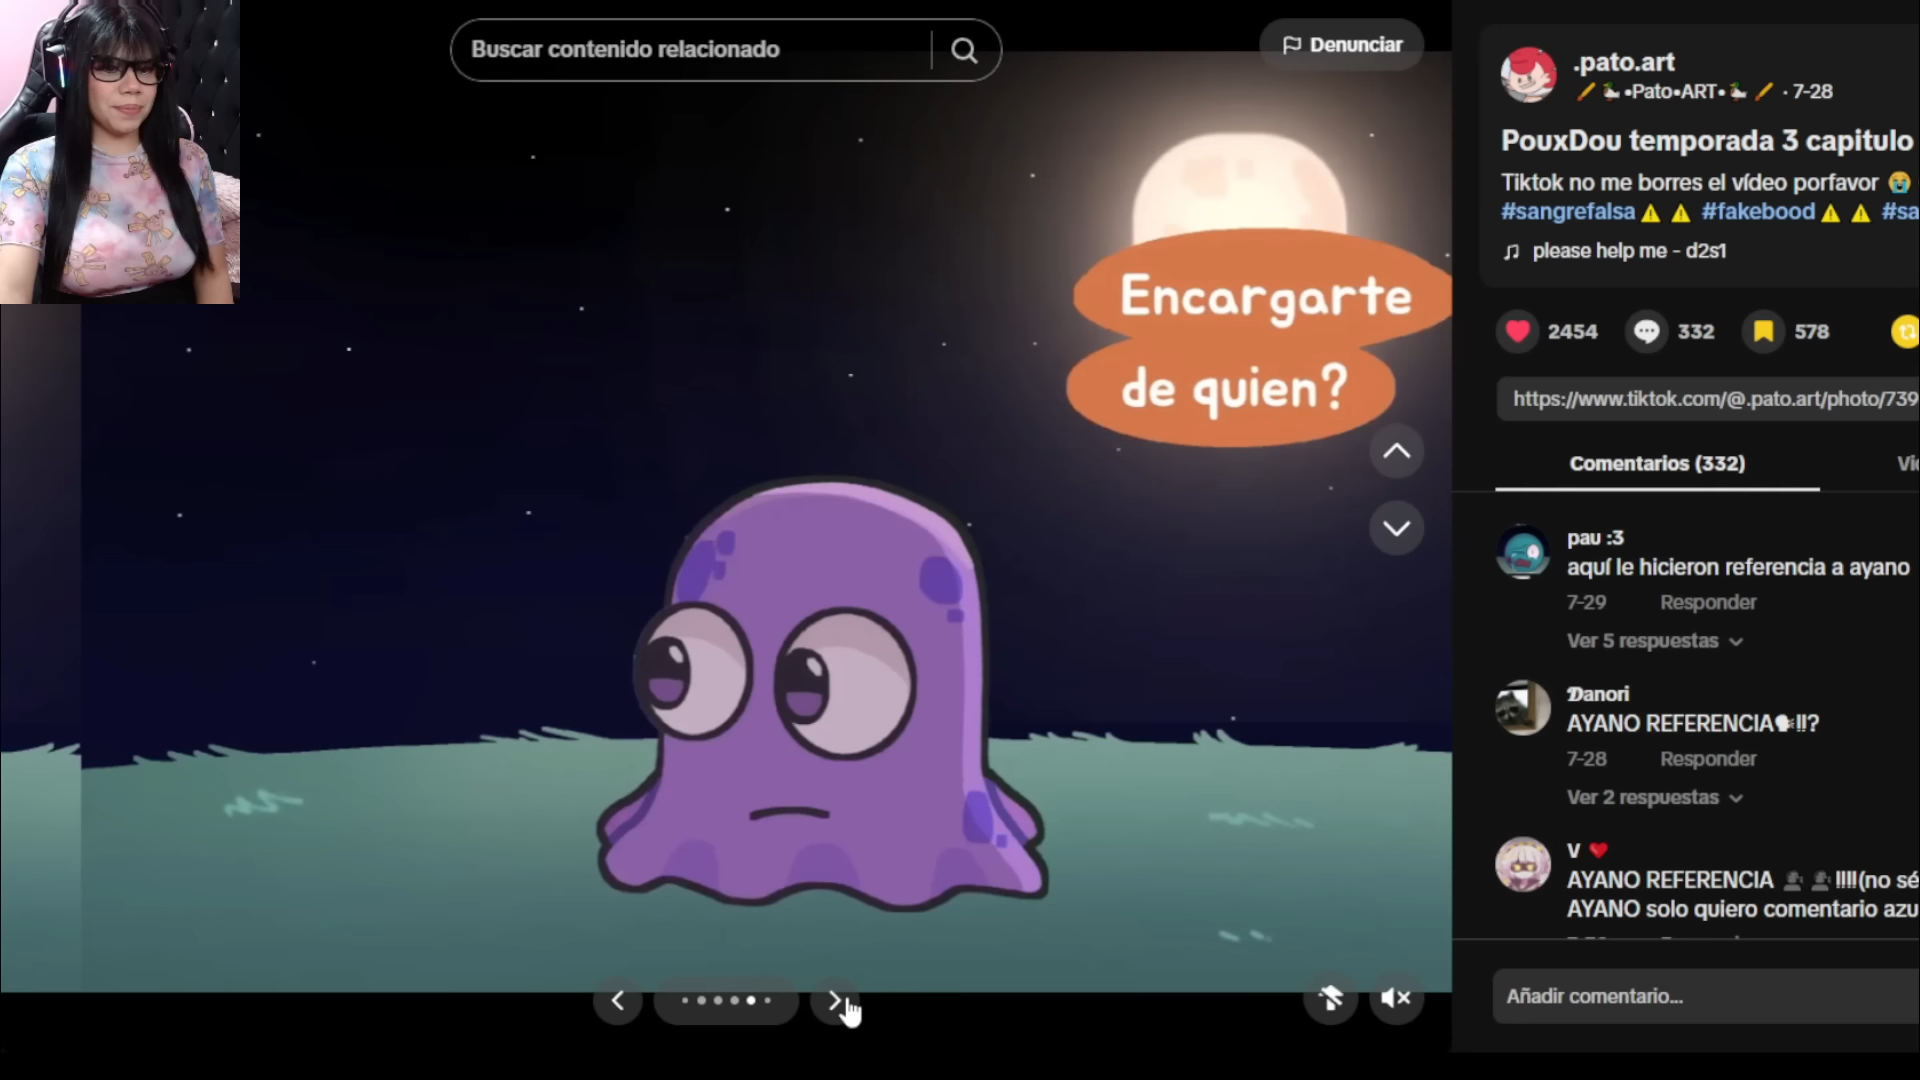 Buscar contenido relacionado
Denunciar
Encargarte
de quien?
.pato.art
•Pato•ART• · 7-28
PouxDou temporada 3 capitulo
Tiktok no me borres el vídeo porfavor 😭
#sangrefalsa⚠️⚠️ #fakebood⚠️⚠️ #sa
please help me - d2s1
2454
332
578
https://www.tiktok.com/@.pato.art/photo/739
Comentarios (332)
pau :3
aquí le hicieron referencia a ayano
7-29 Responder
Ver 5 respuestas
Danori
AYANO REFERENCIA🗣‼️?
7-28 Responder
Ver 2 respuestas
V ❤️
AYANO REFERENCIA 👥👥!!!!(no sé
AYANO solo quiero comentario azu
Añadir comentario...